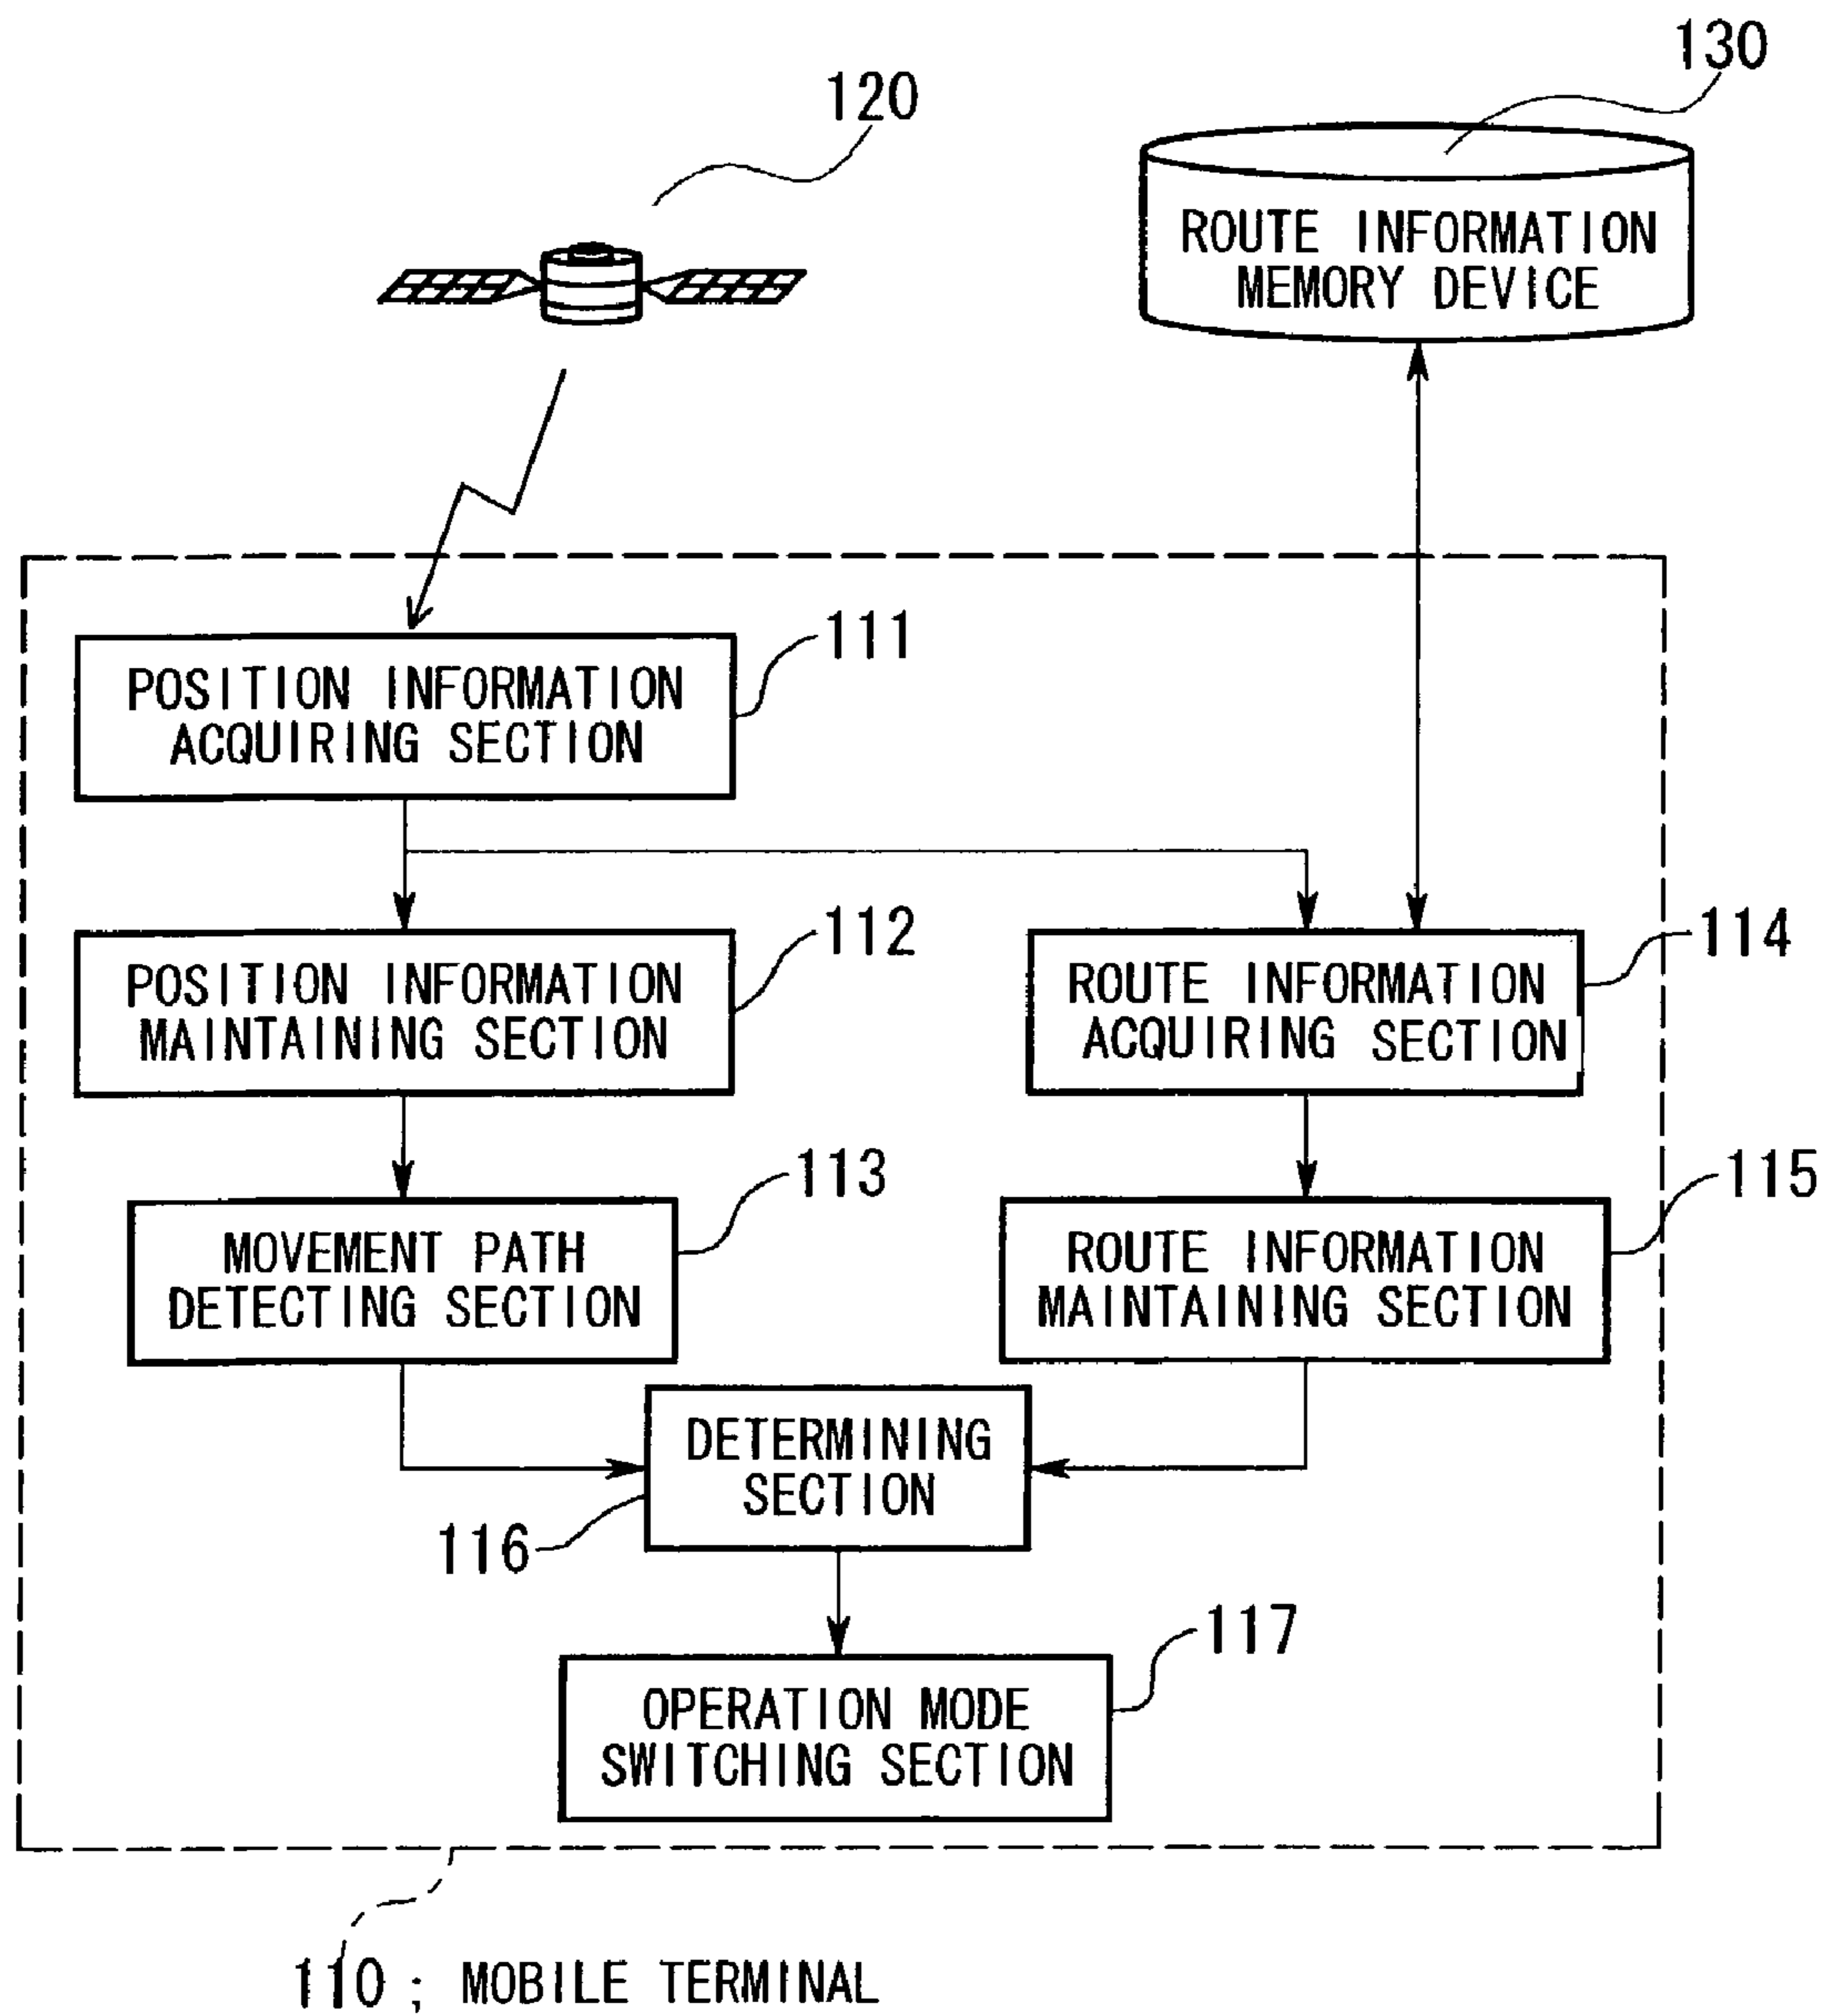 130
120
ROUTE INFORMATION
MEMORY DEVICE
111
POSITION INFORMATION
ACQUIRING SECTION
112
POSITION INFORMATION
MAINTAINING SECTION
114
ROUTE INFORMATION
ACQUIRING SECTION
113
MOVEMENT PATH
DETECTING SECTION
115
ROUTE INFORMATION
MAINTAINING SECTION
DETERMINING
SECTION
116
117
OPERATION MODE
SWITCHING SECTION
110 ; MOBILE TERMINAL